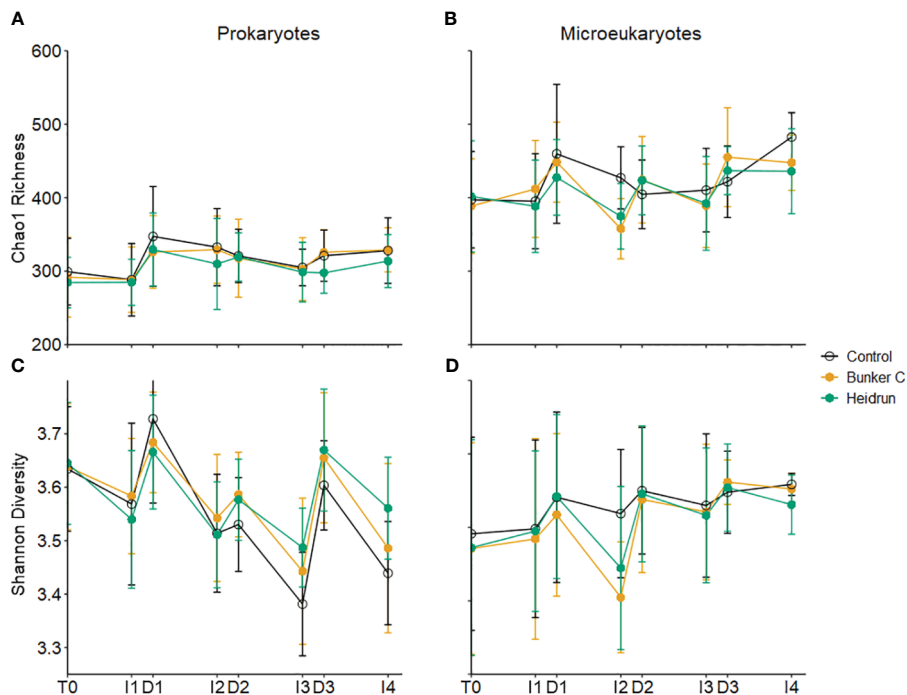 A
B
Prokaryotes
Microeukaryotes
600
500
400
300
200
Chao1 Richness
C
D
Control
Bunker C
Heidrun
3.7
3.6
3.5
3.4
3.3
Shannon Diversity
T0 I1 D1 I2 D2 I3 D3 I4
T0 I1 D1 I2 D2 I3 D3 I4